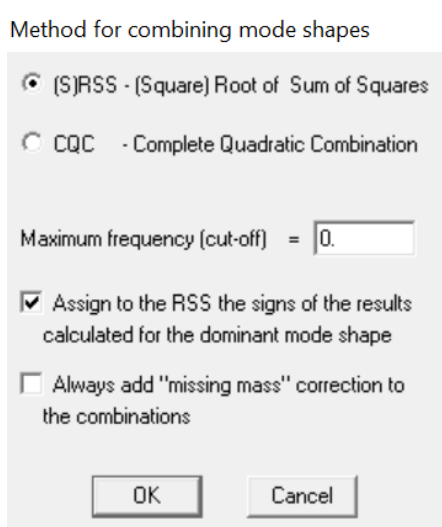 Method for combining mode shapes
(S)RSS - (Square) Root of Sum of Squares
CQC - Complete Quadratic Combination
Maximum frequency (cut-off) = 0.
Assign to the RSS the signs of the results
calculated for the dominant mode shape
Always add "missing mass" correction to
the combinations
OK Cancel